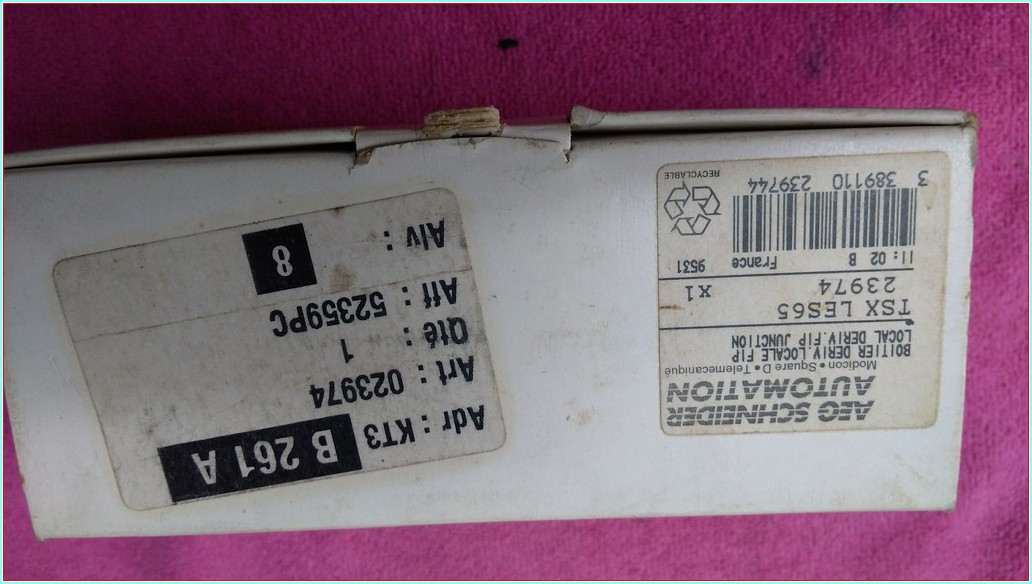 Adr : KT3 B 261 A
Art : 023974
Qté : 1
Aff : 52359PC
Alv : 8
AEG SCHNEIDER
AUTOMATION
Modicon • Square D • Telemecanique
BOITIER DERIV.LOCALE FIP
LOCAL DERIV.FIP JUNCTION
TSX LES65
23974 X1
II: 02 B France 9531
3 389110 239744
RECYCLABLE